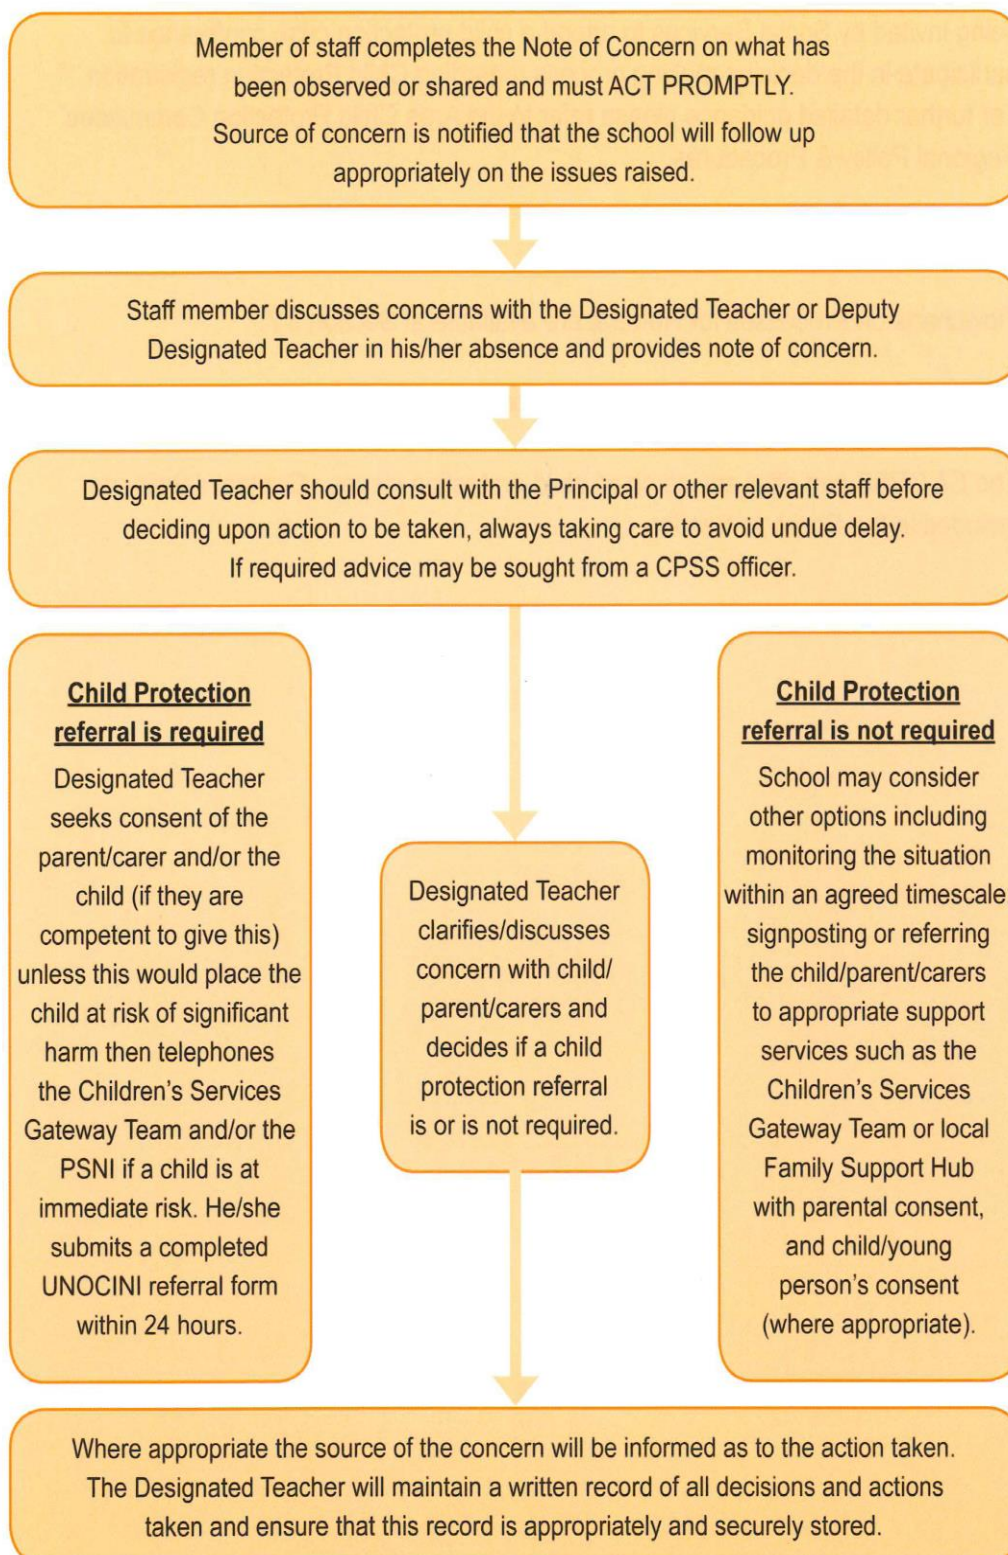 Member of staff completes the Note of Concern on what has
been observed or shared and must ACT PROMPTLY.
Source of concern is notified that the school will follow up
appropriately on the issues raised.
Staff member discusses concerns with the Designated Teacher or Deputy
Designated Teacher in his/her absence and provides note of concern.
Designated Teacher should consult with the Principal or other relevant staff before
deciding upon action to be taken, always taking care to avoid undue delay.
If required advice may be sought from a CPSS officer.
Child Protection
referral is required
Designated Teacher
seeks consent of the
parent/carer and/or the
child (if they are
competent to give this)
unless this would place the
child at risk of significant
harm then telephones
the Children's Services
Gateway Team and/or the
PSNI if a child is at
immediate risk. He/she
submits a completed
UNOCINI referral form
within 24 hours.
Designated Teacher
clarifies/discusses
concern with child/
parent/carers and
decides if a child
protection referral
is or is not required.
Child Protection
referral is not required
School may consider
other options including
monitoring the situation
within an agreed timescale
signposting or referring
the child/parent/carers
to appropriate support
services such as the
Children's Services
Gateway Team or local
Family Support Hub
with parental consent,
and child/young
person's consent
(where appropriate).
Where appropriate the source of the concern will be informed as to the action taken.
The Designated Teacher will maintain a written record of all decisions and actions
taken and ensure that this record is appropriately and securely stored.